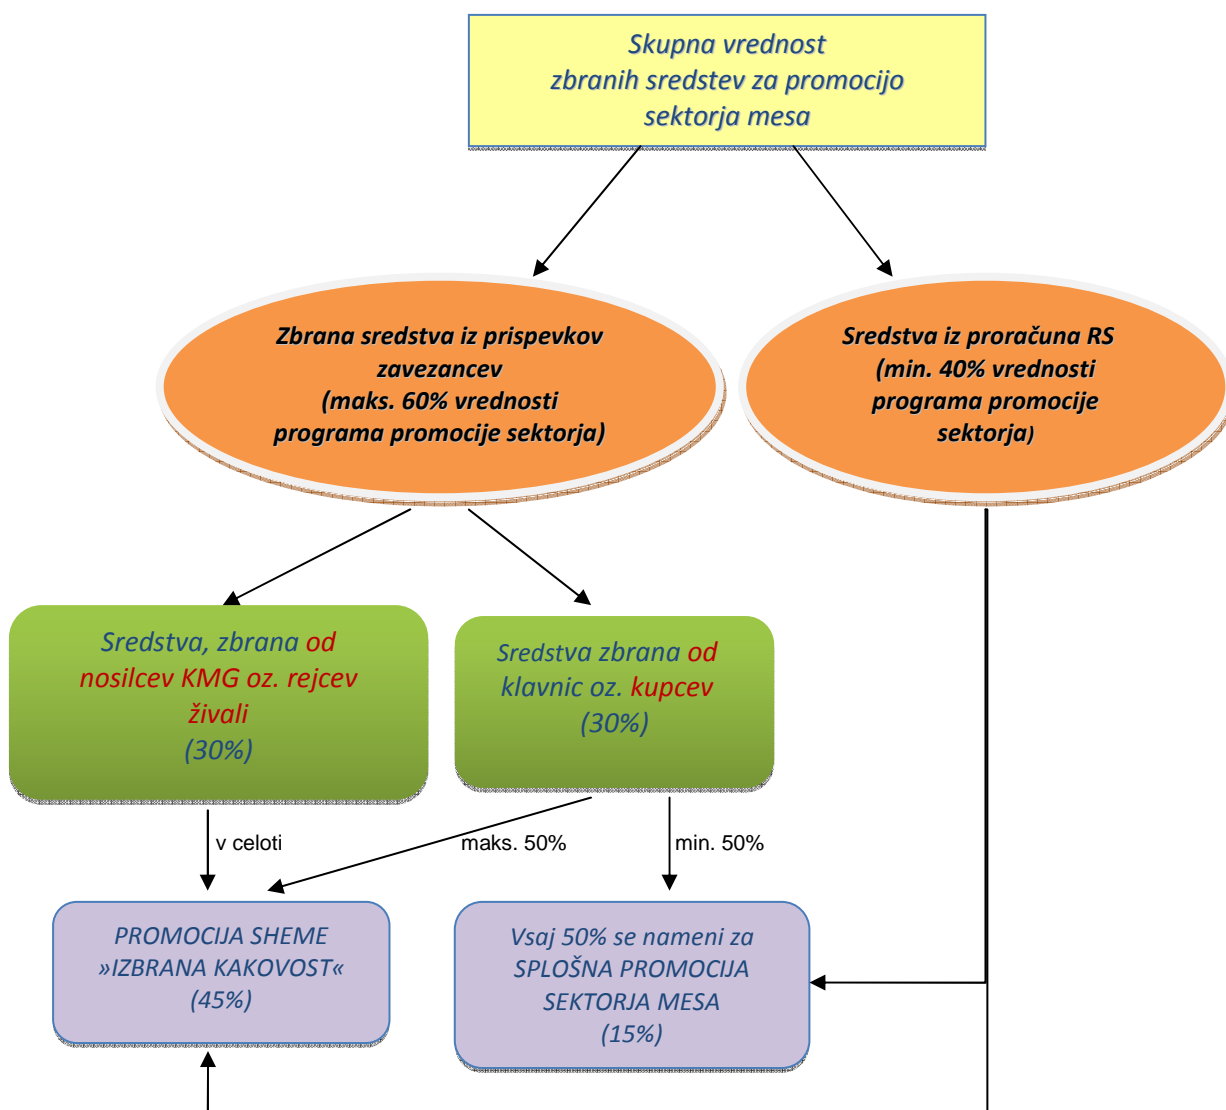 Skupna vrednost
zbranih sredstev za promocijo
sektorja mesa
Zbrana sredstva iz prispevkov
zavezancev
(maks. 60% vrednosti
programa promocije sektorja)
Sredstva iz proračuna RS
(min. 40% vrednosti
programa promocije
sektorja)
Sredstva, zbrana od
nosilcev KMG oz. rejcev
živali
(30%)
Sredstva zbrana od
klavnic oz. kupcev
(30%)
v celoti
maks. 50%
min. 50%
PROMOCIJA SHEME
»IZBRANA KAKOVOST«
(45%)
Vsaj 50% se nameni za
SPLOŠNA PROMOCIJA
SEKTORJA MESA
(15%)